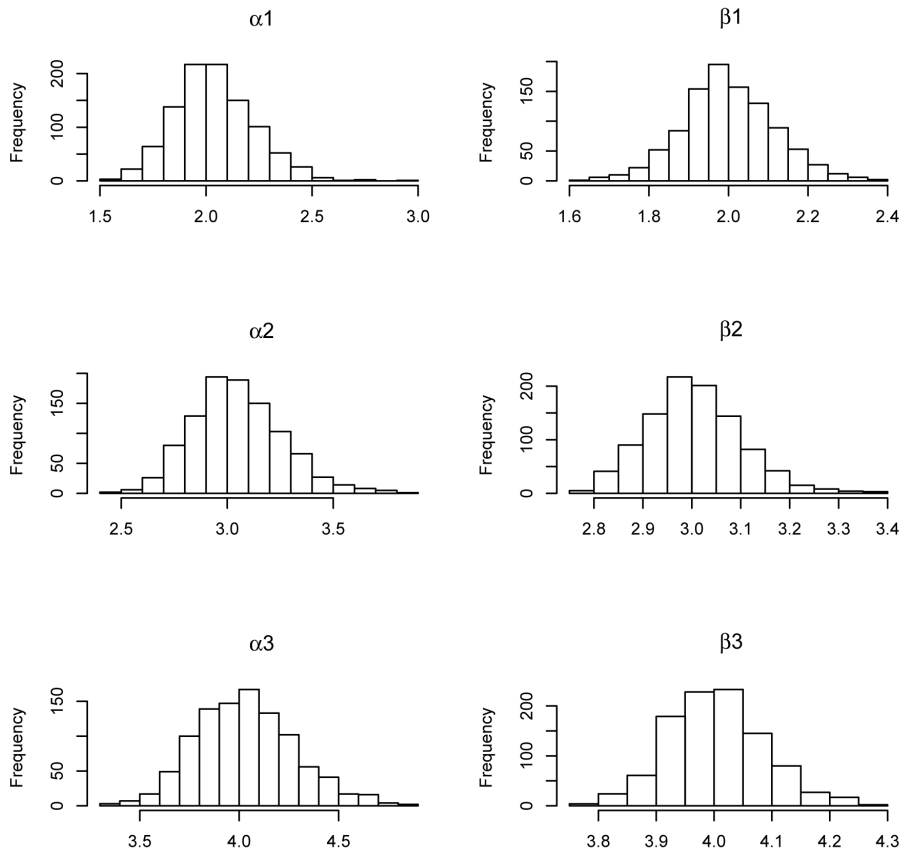 α1
Frequency
0 100 200
1.5 2.0 2.5 3.0
β1
Frequency
0 50 150
1.6 1.8 2.0 2.2 2.4
α2
Frequency
0 50 150
2.5 3.0 3.5
β2
Frequency
0 100 200
2.8 2.9 3.0 3.1 3.2 3.3 3.4
α3
Frequency
0 50 150
3.5 4.0 4.5
β3
Frequency
0 100 200
3.8 3.9 4.0 4.1 4.2 4.3